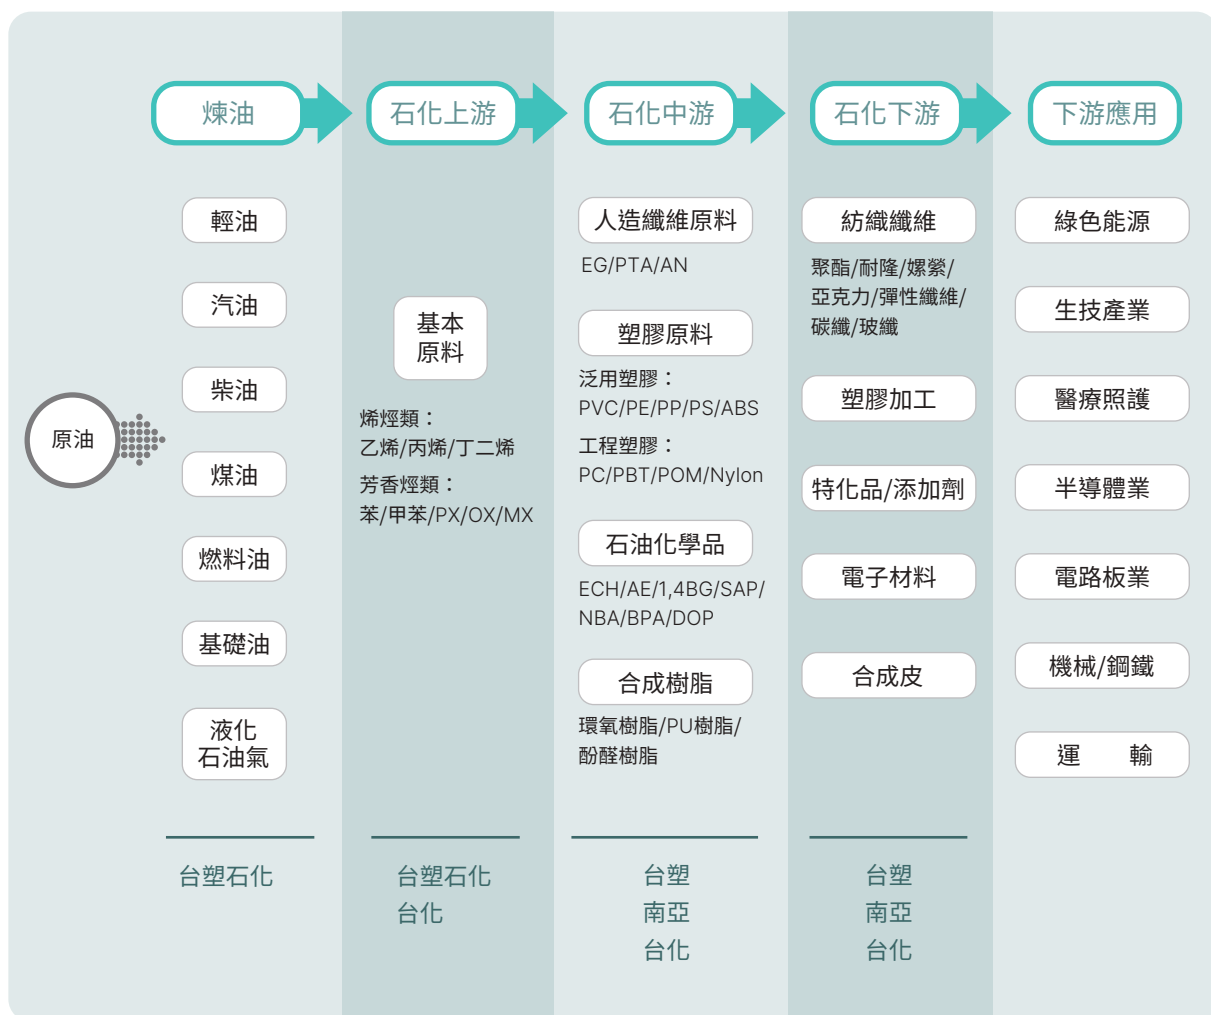 煉油
石化上游
石化中游
石化下游
下游應用
原油
輕油
汽油
柴油
煤油
燃料油
基礎油
液化
石油氣
台塑石化
基本
原料
烯烴類：
乙烯/丙烯/丁二烯
芳香烴類：
苯/甲苯/PX/OX/MX
台塑石化
台化
人造纖維原料
EG/PTA/AN
塑膠原料
泛用塑膠：
PVC/PE/PP/PS/ABS
工程塑膠：
PC/PBT/POM/Nylon
石油化學品
ECH/AE/1,4BG/SAP/
NBA/BPA/DOP
合成樹脂
環氧樹脂/PU樹脂/
酚醛樹脂
台塑
南亞
台化
紡織纖維
聚酯/耐隆/嫘縈/
亞克力/彈性纖維/
碳纖/玻纖
塑膠加工
特化品/添加劑
電子材料
合成皮
台塑
南亞
台化
綠色能源
生技產業
醫療照護
半導體業
電路板業
機械/鋼鐵
運　　輸